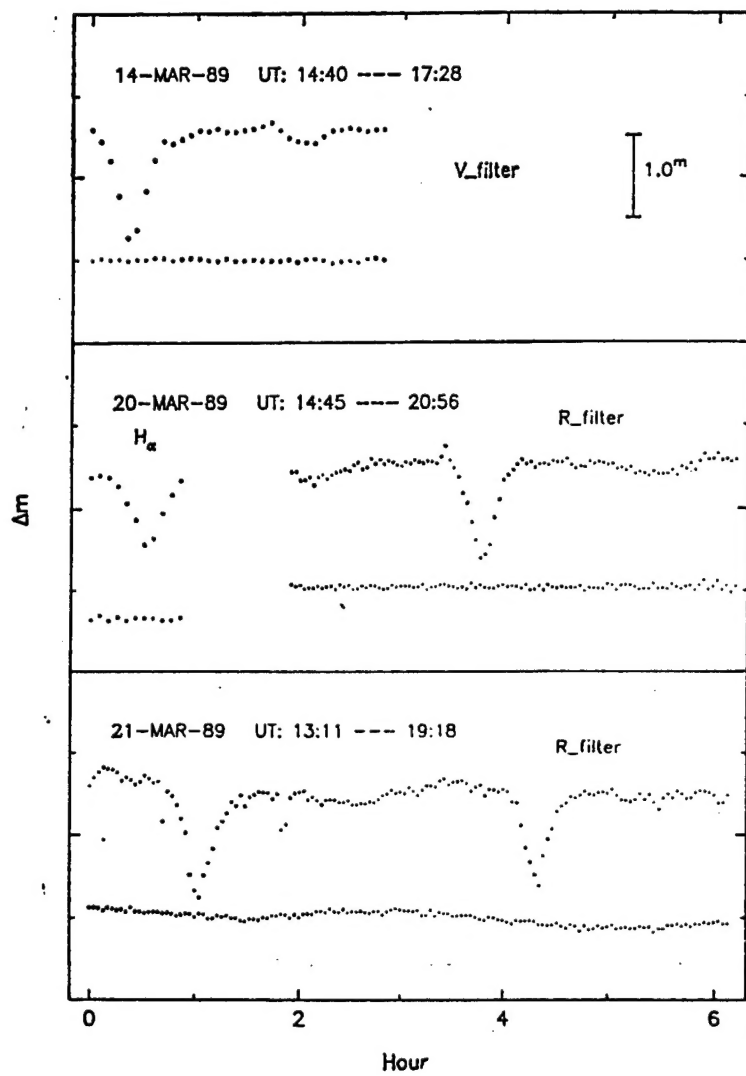 14-MAR-89 UT: 14:40 ---- 17:28
V_filter
1.0m
20-MAR-89 UT: 14:45 ---- 20:56
Hα
R_filter
21-MAR-89 UT: 13:11 ---- 19:18
R_filter
Δm
0 2 4 6
Hour